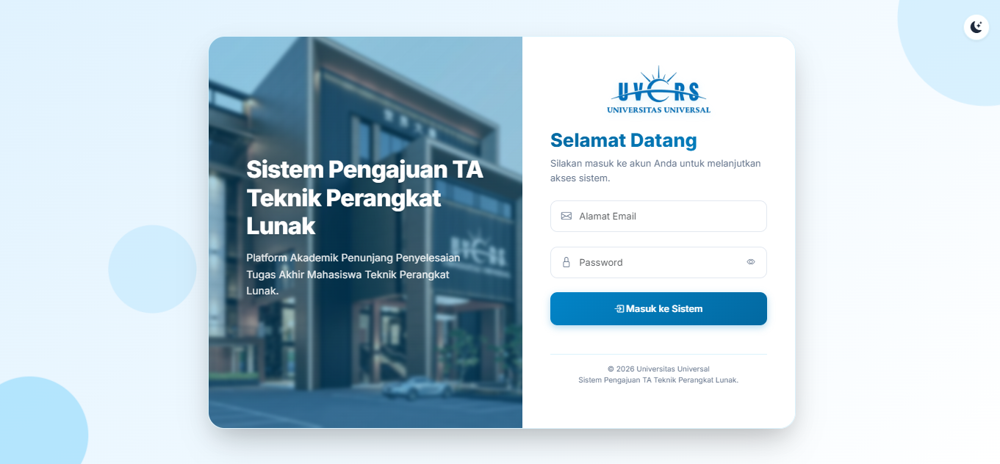 Sistem Pengajuan TA
Teknik Perangkat
Lunak
Platform Akademik Penunjang Penyelesaian
Tugas Akhir Mahasiswa Teknik Perangkat
Lunak.
UVERS
UNIVERSITAS UNIVERSAL
Selamat Datang
Silakan masuk ke akun Anda untuk melanjutkan
akses sistem.
Alamat Email
Password
Masuk ke Sistem
© 2026 Universitas Universal
Sistem Pengajuan TA Teknik Perangkat Lunak.